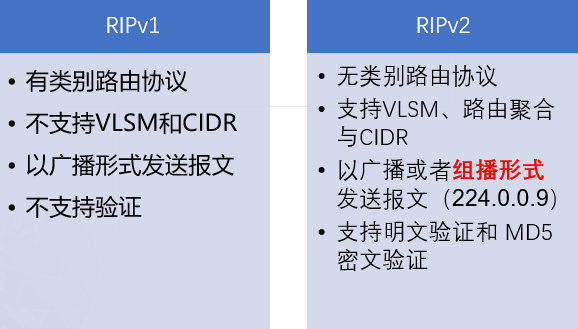 RIPv1
• 有类别路由协议
• 不支持VLSM和CIDR
• 以广播形式发送报文
• 不支持验证
RIPv2
• 无类别路由协议
• 支持VLSM、路由聚合
与CIDR
• 以广播或者组播形式
发送报文（224.0.0.9）
• 支持明文验证和 MD5
密文验证